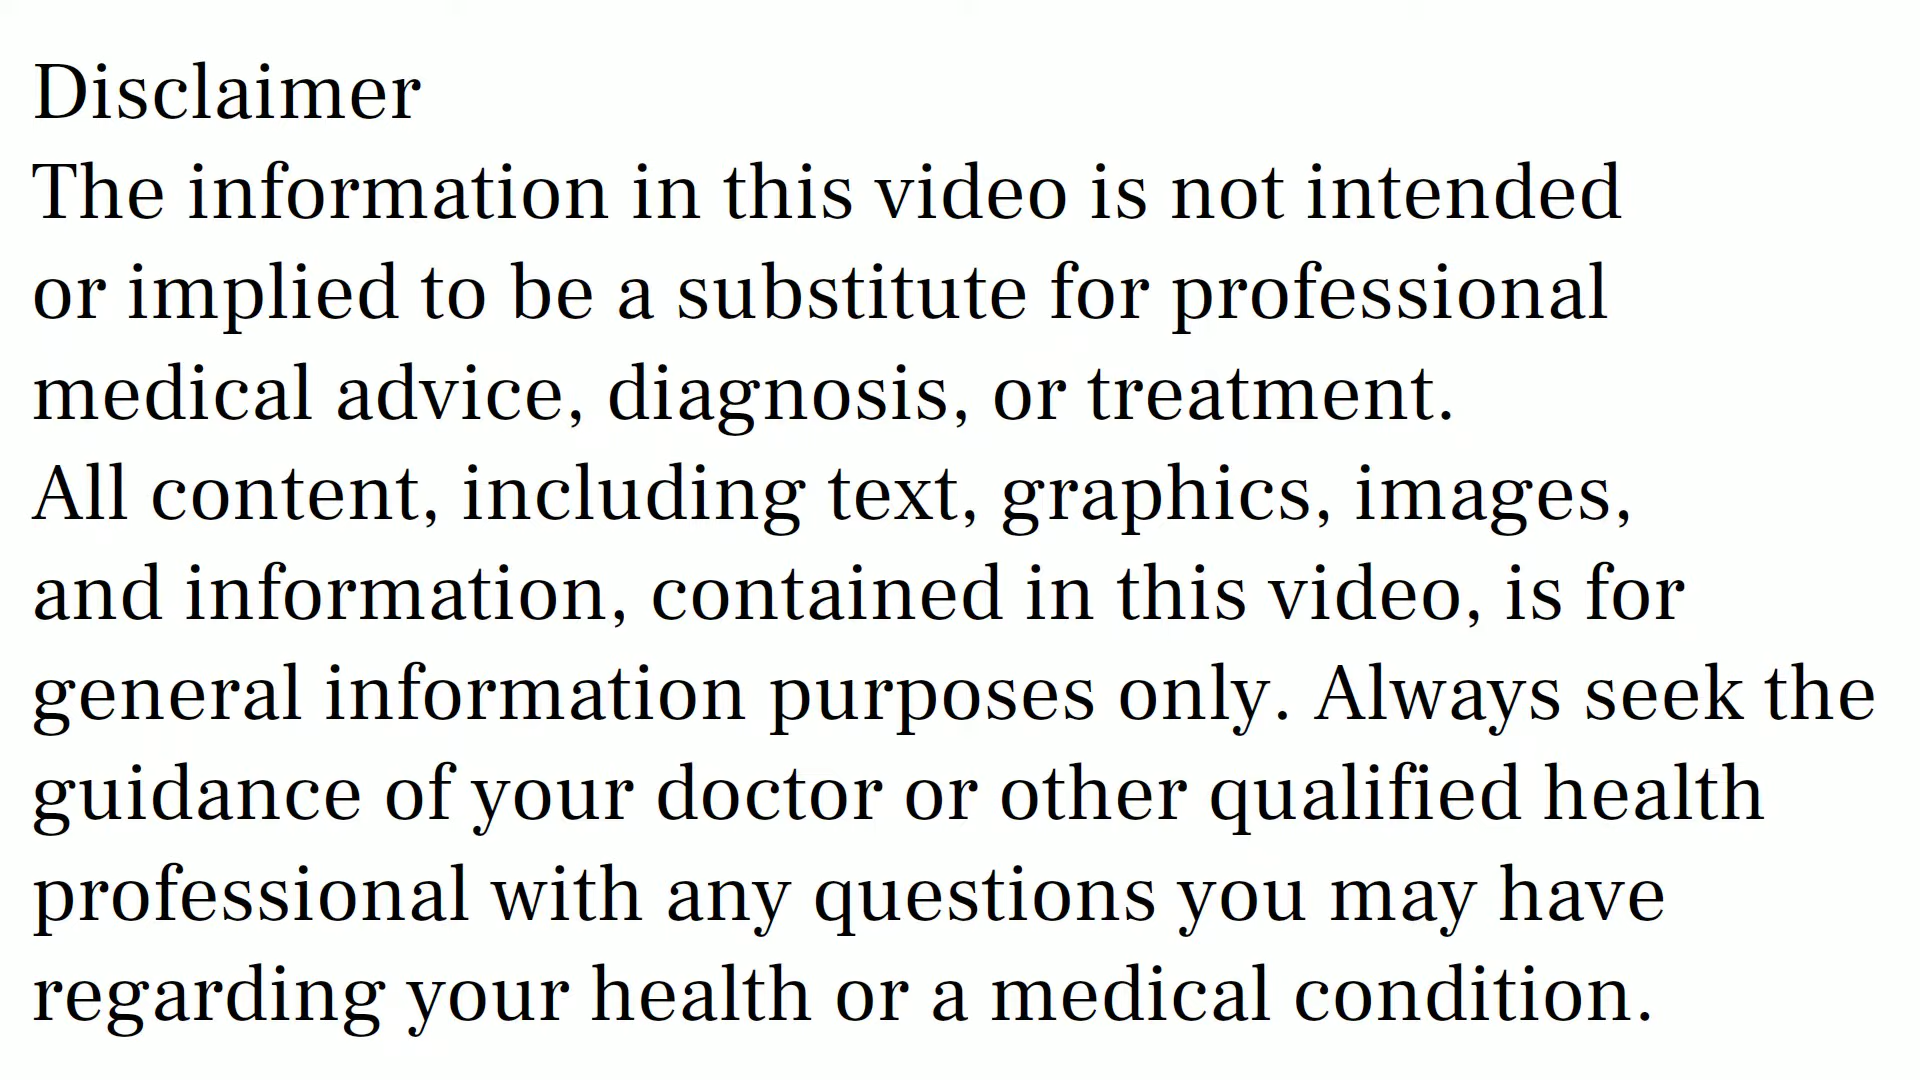 Disclaimer
The information in this video is not intended
or implied to be a substitute for professional
medical advice, diagnosis, or treatment.
All content, including text, graphics, images,
and information, contained in this video, is for
general information purposes only. Always seek the
guidance of your doctor or other qualified health
professional with any questions you may have
regarding your health or a medical condition.